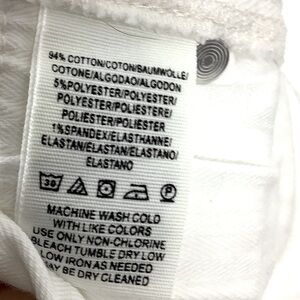 94% COTTON/COTON/BAUMWOLLE/
COTONE/ALGODAO/ALGODON
5%POLYESTER/POLYESTER/
POLYESTER/POLIESTERE/
POLIESTER/POLIESTER
1%SPANDEX/ELASTHANNE/
ELASTAN/ELASTAN/ELASTANO/
ELASTANO
30 P
MACHINE WASH COLD
WITH LIKE COLORS
USE ONLY NON-CHLORINE
BLEACH TUMBLE DRY LOW
LOW IRON AS NEEDED
MAY BE DRY CLEANED